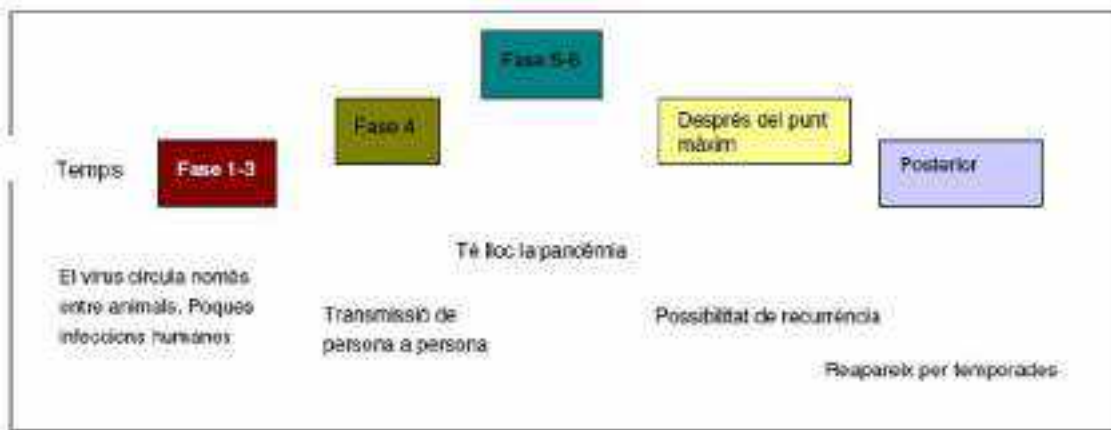 Fase 5-6
Fase 4
Després del punt
màxim
Temps
Fase 1-3
Posterior
Té lloc la pandèmia
El virus circula només
entre animals. Poques
infeccions humanes
Transmissió de
persona a persona
Possibilitat de recurrència
Reapareix per temporades